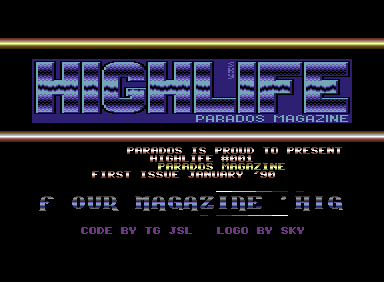 HIGHLIFE
PARADOS MAGAZINE
PARADOS IS PROUD TO PRESENT
HIGHLIFE #001
PARADOS MAGAZINE
FIRST ISSUE JANUARY '90
F OUR MAGAZINE 'HIG
CODE BY TG JSL LOGO BY SKY